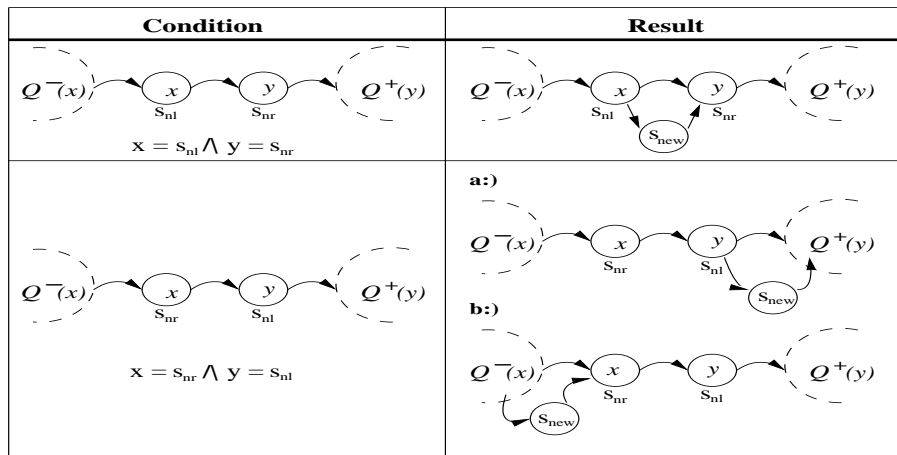 Condition Result
Q⁻(x) x y Q⁺(y)
s_nl s_nr
x = s_nl Λ y = s_nr
Q⁻(x) x y Q⁺(y)
s_nl s_nr
s_new
Q⁻(x) x y Q⁺(y)
s_nr s_nl
x = s_nr Λ y = s_nl
a:)
Q⁻(x) x y Q⁺(y)
s_nr s_nl
s_new
b:)
Q⁻(x) x y Q⁺(y)
s_nr s_nl
s_new